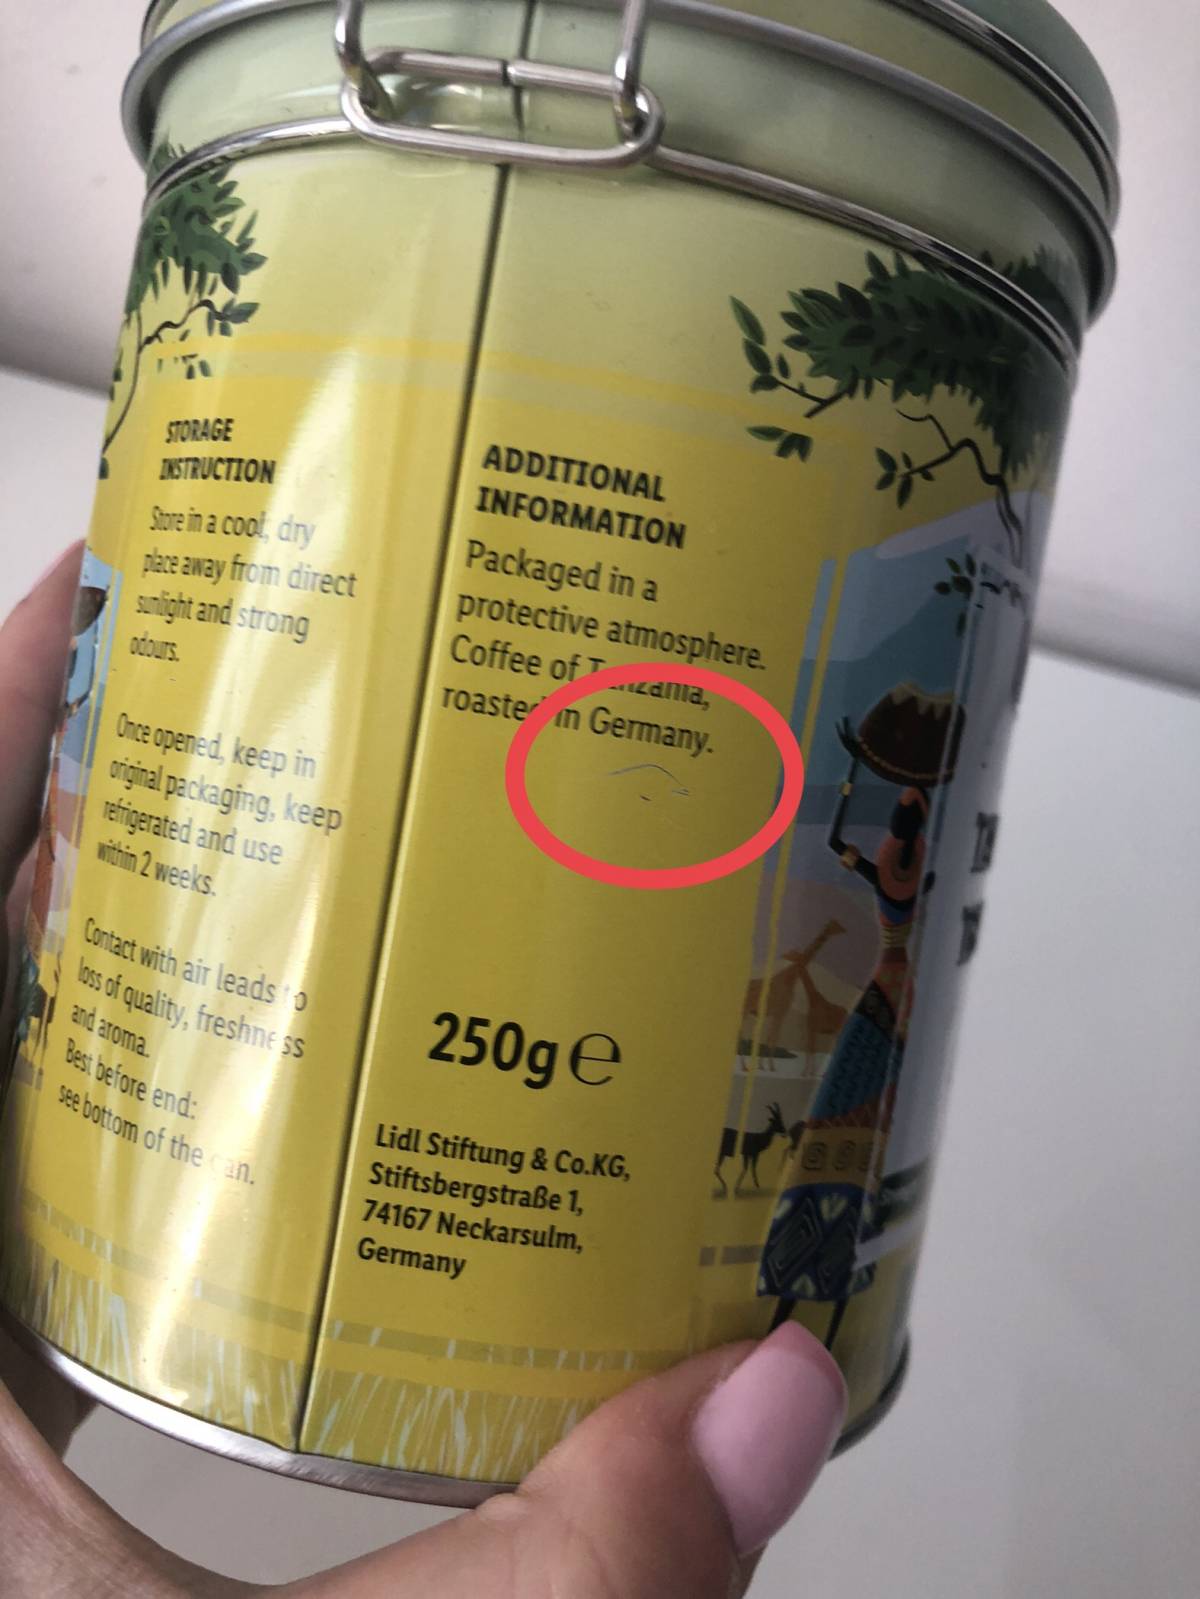 STORAGE
INSTRUCTION
Store in a cool, dry
place away from direct
sunlight and strong
odours.
Once opened, keep in
original packaging, keep
refrigerated and use
within 2 weeks.
Contact with air leads to
loss of quality, freshness
and aroma.
Best before end:
see bottom of the can.
ADDITIONAL
INFORMATION
Packaged in a
protective atmosphere.
Coffee of Tanzania,
roasted in Germany.
250g ℮
Lidl Stiftung & Co.KG,
Stiftsbergstraße 1,
74167 Neckarsulm,
Germany